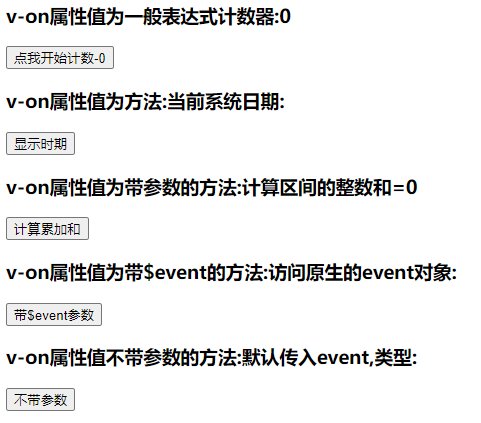 v-on属性值为一般表达式计数器:0
点我开始计数-0
v-on属性值为方法:当前系统日期:
显示时期
v-on属性值为带参数的方法:计算区间的整数和=0
计算累加和
v-on属性值为带$event的方法:访问原生的event对象:
带$event参数
v-on属性值不带参数的方法:默认传入event,类型:
不带参数